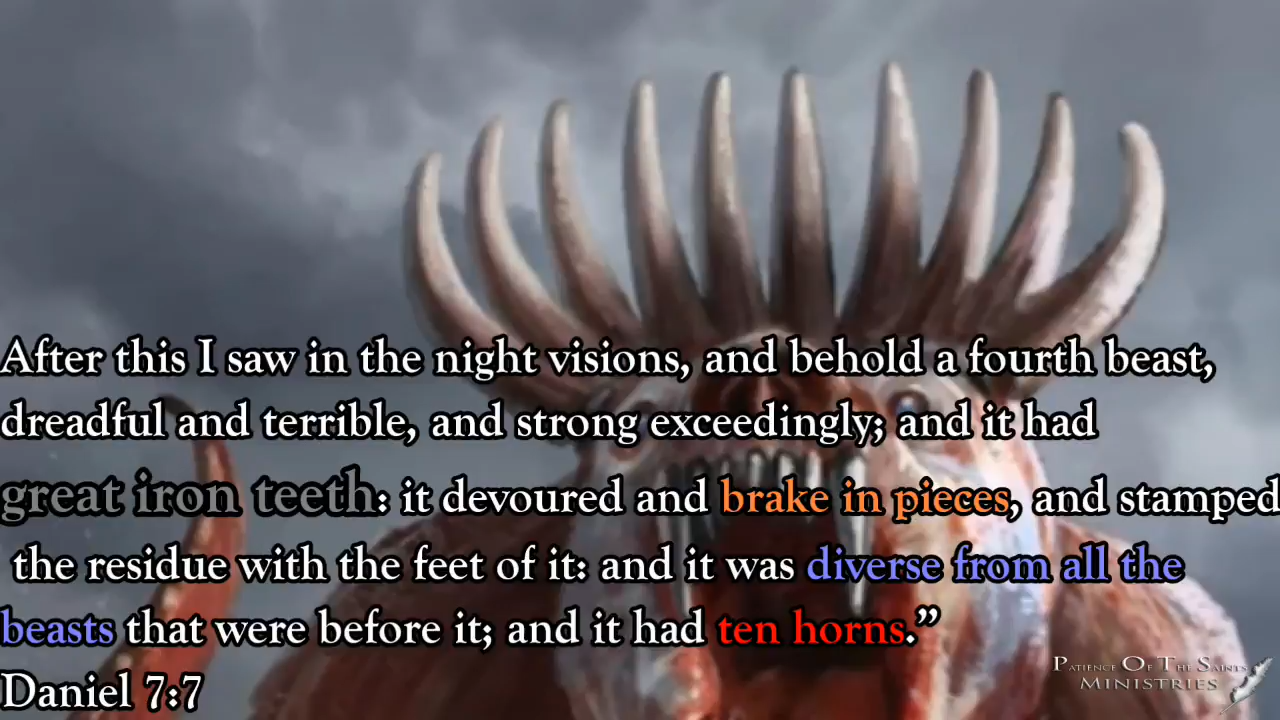 After this I saw in the night visions, and behold a fourth beast,
dreadful and terrible, and strong exceedingly; and it had
great iron teeth: it devoured and brake in pieces, and stamped
the residue with the feet of it: and it was diverse from all the
beasts that were before it; and it had ten horns.”
Daniel 7:7
Patience Of The Saints
Ministries